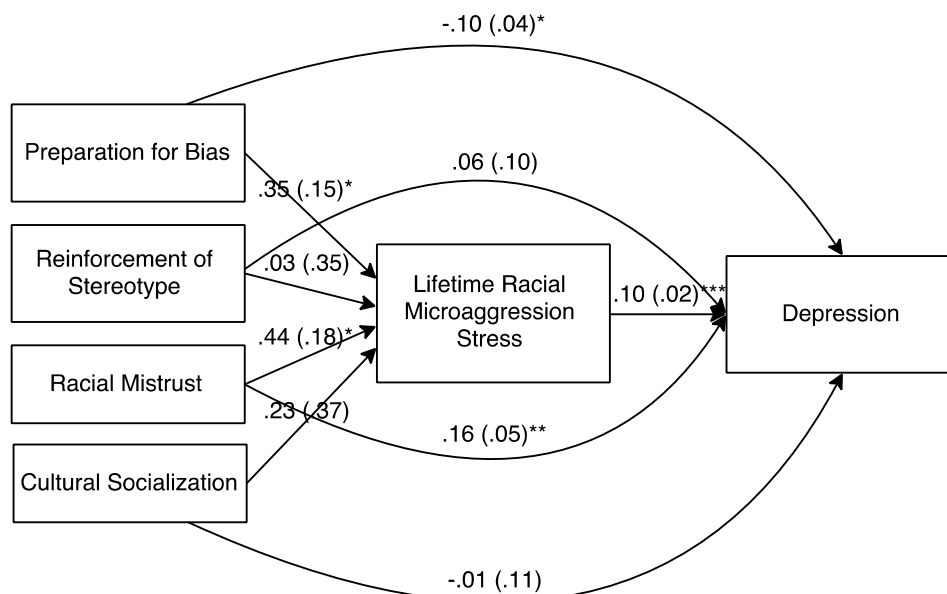 -.10 (.04)*
Preparation for Bias
.35 (.15)*
.06 (.10)
Reinforcement of
Stereotype
.03 (.35)
Lifetime Racial
Microaggression
Stress
.10 (.02)***
Depression
.44 (.18)*
Racial Mistrust
.23 (.37)
.16 (.05)**
Cultural Socialization
-.01 (.11)